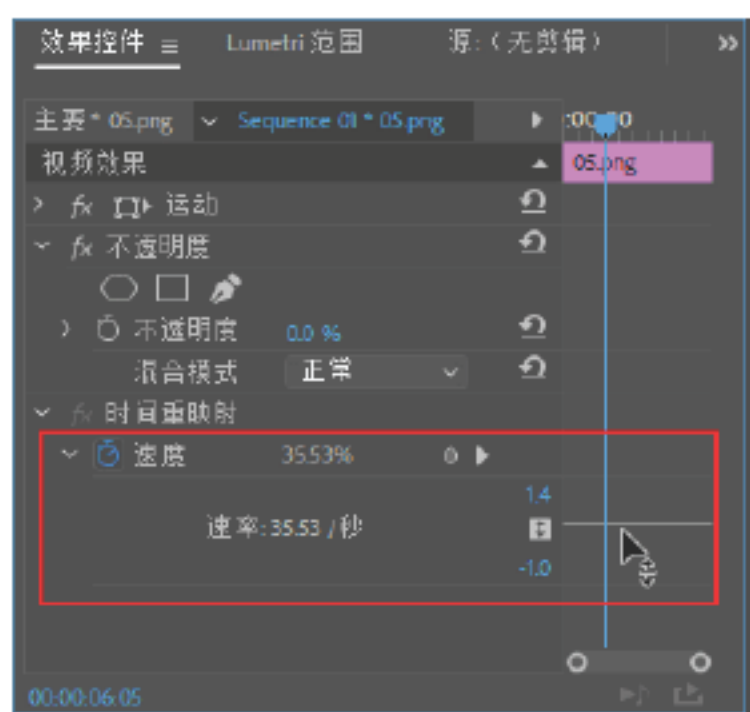 效果控件 Lumetri 范围 源:（无剪辑） »
主要 * 05.png Sequence 01 * 05.png :00:00
视频效果 05.png
fx 运动
fx 不透明度
不透明度 0.0 %
混合模式 正常
fx 时间重映射
速度 35.53%
1.4
速率: 35.53 / 秒
-1.0
00:00:06:05